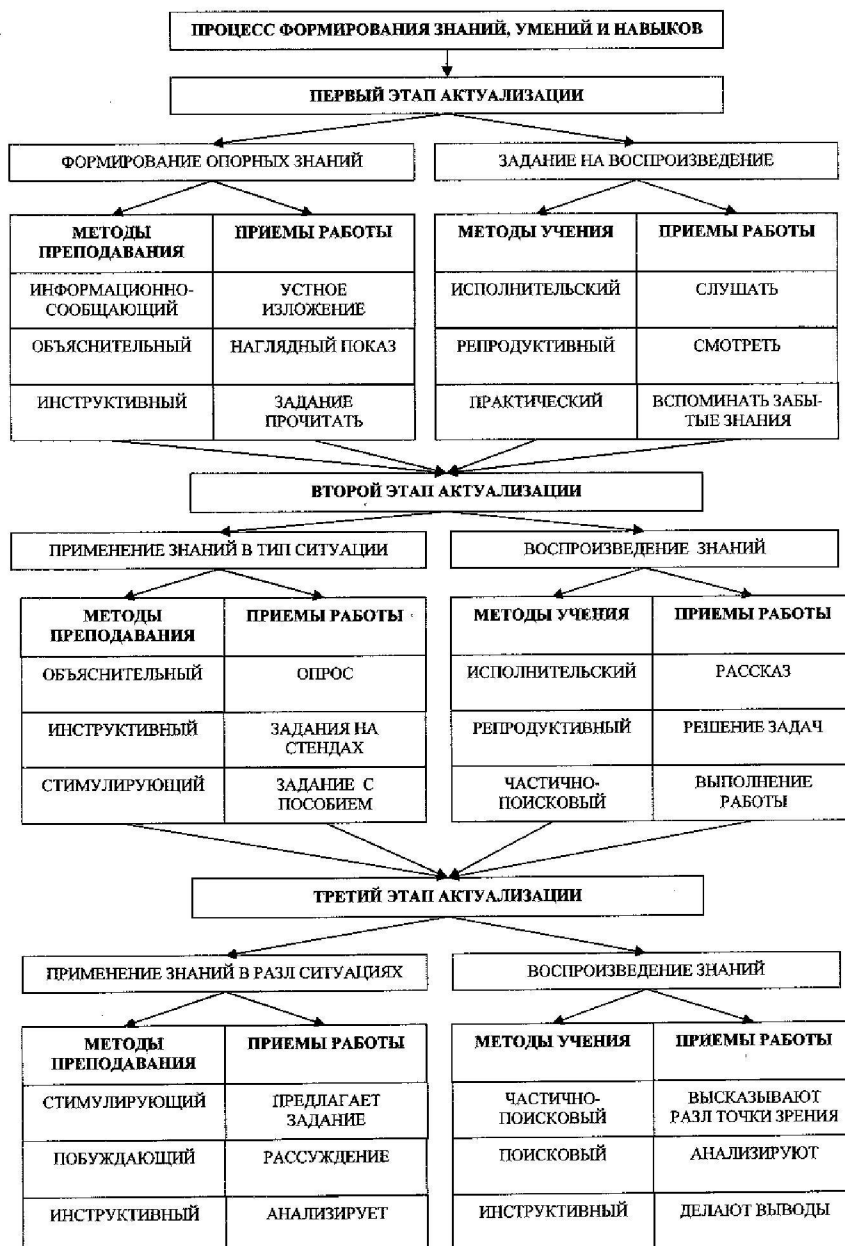 ПРОЦЕСС ФОРМИРОВАНИЯ ЗНАНИЙ, УМЕНИЙ И НАВЫКОВ
ПЕРВЫЙ ЭТАП АКТУАЛИЗАЦИИ
ФОРМИРОВАНИЕ ОПОРНЫХ ЗНАНИЙ
ЗАДАНИЕ НА ВОСПРОИЗВЕДЕНИЕ
МЕТОДЫ
ПРЕПОДАВАНИЯ
ПРИЕМЫ РАБОТЫ
ИНФОРМАЦИОННО-
СООБЩАЮЩИЙ
УСТНОЕ
ИЗЛОЖЕНИЕ
ОБЪЯСНИТЕЛЬНЫЙ
НАГЛЯДНЫЙ ПОКАЗ
ИНСТРУКТИВНЫЙ
ЗАДАНИЕ
ПРОЧИТАТЬ
МЕТОДЫ УЧЕНИЯ
ПРИЕМЫ РАБОТЫ
ИСПОЛНИТЕЛЬСКИЙ
СЛУШАТЬ
РЕПРОДУКТИВНЫЙ
СМОТРЕТЬ
ПРАКТИЧЕСКИЙ
ВСПОМИНАТЬ ЗАБЫ-
ТЫЕ ЗНАНИЯ
ВТОРОЙ ЭТАП АКТУАЛИЗАЦИИ
ПРИМЕНЕНИЕ ЗНАНИЙ В ТИП СИТУАЦИИ
ВОСПРОИЗВЕДЕНИЕ ЗНАНИЙ
МЕТОДЫ
ПРЕПОДАВАНИЯ
ПРИЕМЫ РАБОТЫ
ОБЪЯСНИТЕЛЬНЫЙ
ОПРОС
ИНСТРУКТИВНЫЙ
ЗАДАНИЯ НА
СТЕНДАХ
СТИМУЛИРУЮЩИЙ
ЗАДАНИЕ С
ПОСОБИЕМ
МЕТОДЫ УЧЕНИЯ
ПРИЕМЫ РАБОТЫ
ИСПОЛНИТЕЛЬСКИЙ
РАССКАЗ
РЕПРОДУКТИВНЫЙ
РЕШЕНИЕ ЗАДАЧ
ЧАСТИЧНО-
ПОИСКОВЫЙ
ВЫПОЛНЕНИЕ
РАБОТЫ
ТРЕТИЙ ЭТАП АКТУАЛИЗАЦИИ
ПРИМЕНЕНИЕ ЗНАНИЙ В РАЗЛ СИТУАЦИЯХ
ВОСПРОИЗВЕДЕНИЕ ЗНАНИЙ
МЕТОДЫ
ПРЕПОДАВАНИЯ
ПРИЕМЫ РАБОТЫ
СТИМУЛИРУЮЩИЙ
ПРЕДЛАГАЕТ
ЗАДАНИЕ
ПОБУЖДАЮЩИЙ
РАССУЖДЕНИЕ
ИНСТРУКТИВНЫЙ
АНАЛИЗИРУЕТ
МЕТОДЫ УЧЕНИЯ
ПРИЕМЫ РАБОТЫ
ЧАСТИЧНО-
ПОИСКОВЫЙ
ВЫСКАЗЫВАЮТ
РАЗЛ ТОЧКИ ЗРЕНИЯ
ПОИСКОВЫЙ
АНАЛИЗИРУЮТ
ИНСТРУКТИВНЫЙ
ДЕЛАЮТ ВЫВОДЫ